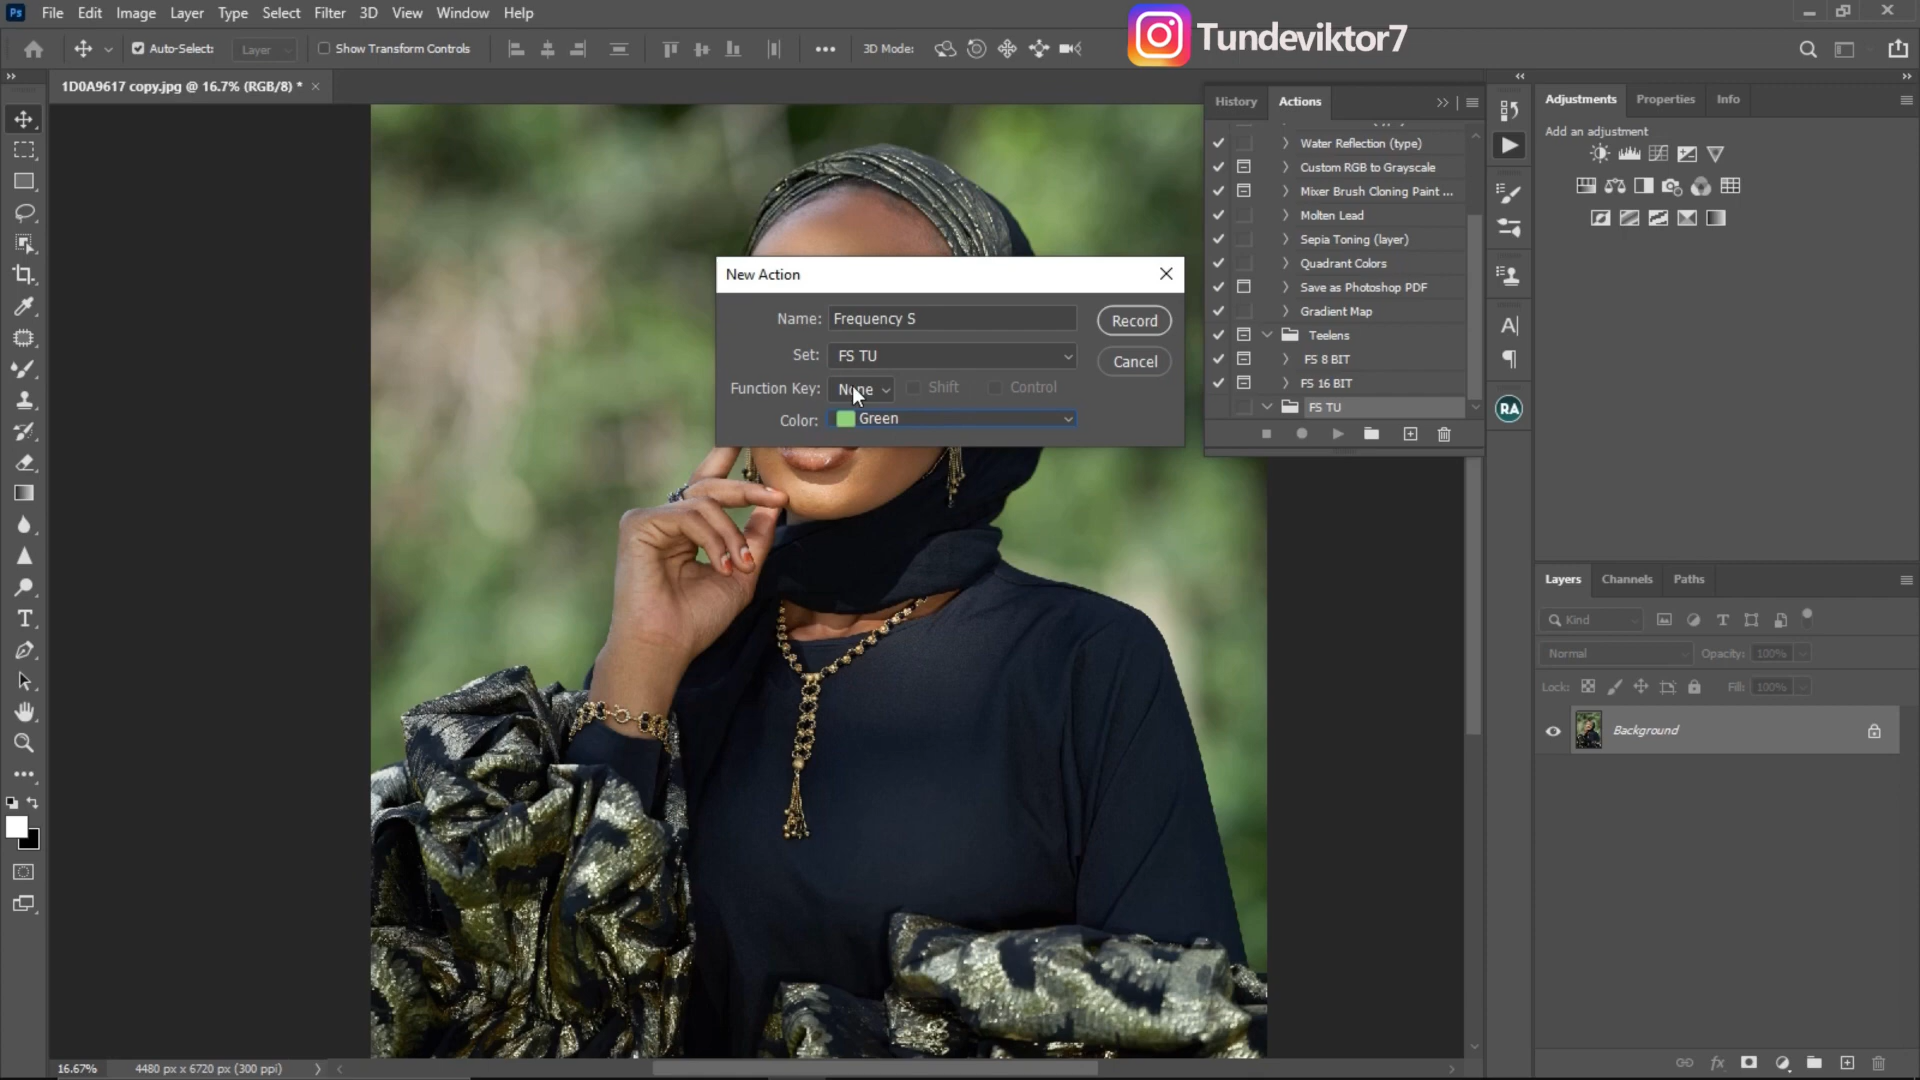 Ps File Edit Image Layer Type Select Filter 3D View Window Help
Tundeviktor7
Auto-Select: Layer Show Transform Controls 3D Mode:
1D0A9617 copy.jpg @ 16.7% (RGB/8) *
History Actions
Water Reflection (type)
Custom RGB to Grayscale
Mixer Brush Cloning Paint ...
Molten Lead
Sepia Toning (layer)
Quadrant Colors
Save as Photoshop PDF
Gradient Map
Teelens
FS 8 BIT
FS 16 BIT
FS TU
Adjustments Properties Info
Add an adjustment
RA
New Action
Name: Frequency S Record
Set: FS TU Cancel
Function Key: None Shift Control
Color: Green
Layers Channels Paths
Kind
Normal Opacity: 100%
Lock: Fill: 100%
Background
fx
16.67% 4480 px x 6720 px (300 ppi)